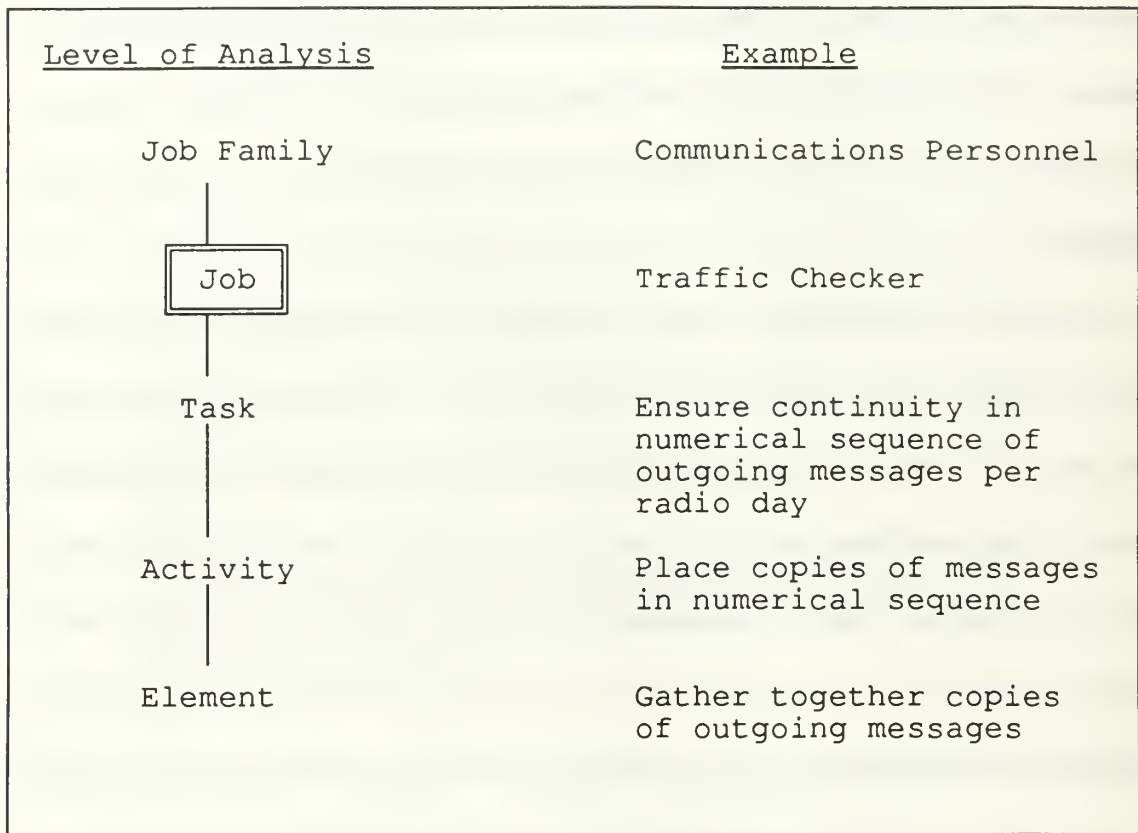 Level of Analysis    Example
Job Family    Communications Personnel
Job    Traffic Checker
Task    Ensure continuity in
numerical sequence of
outgoing messages per
radio day
Activity    Place copies of messages
in numerical sequence
Element    Gather together copies
of outgoing messages